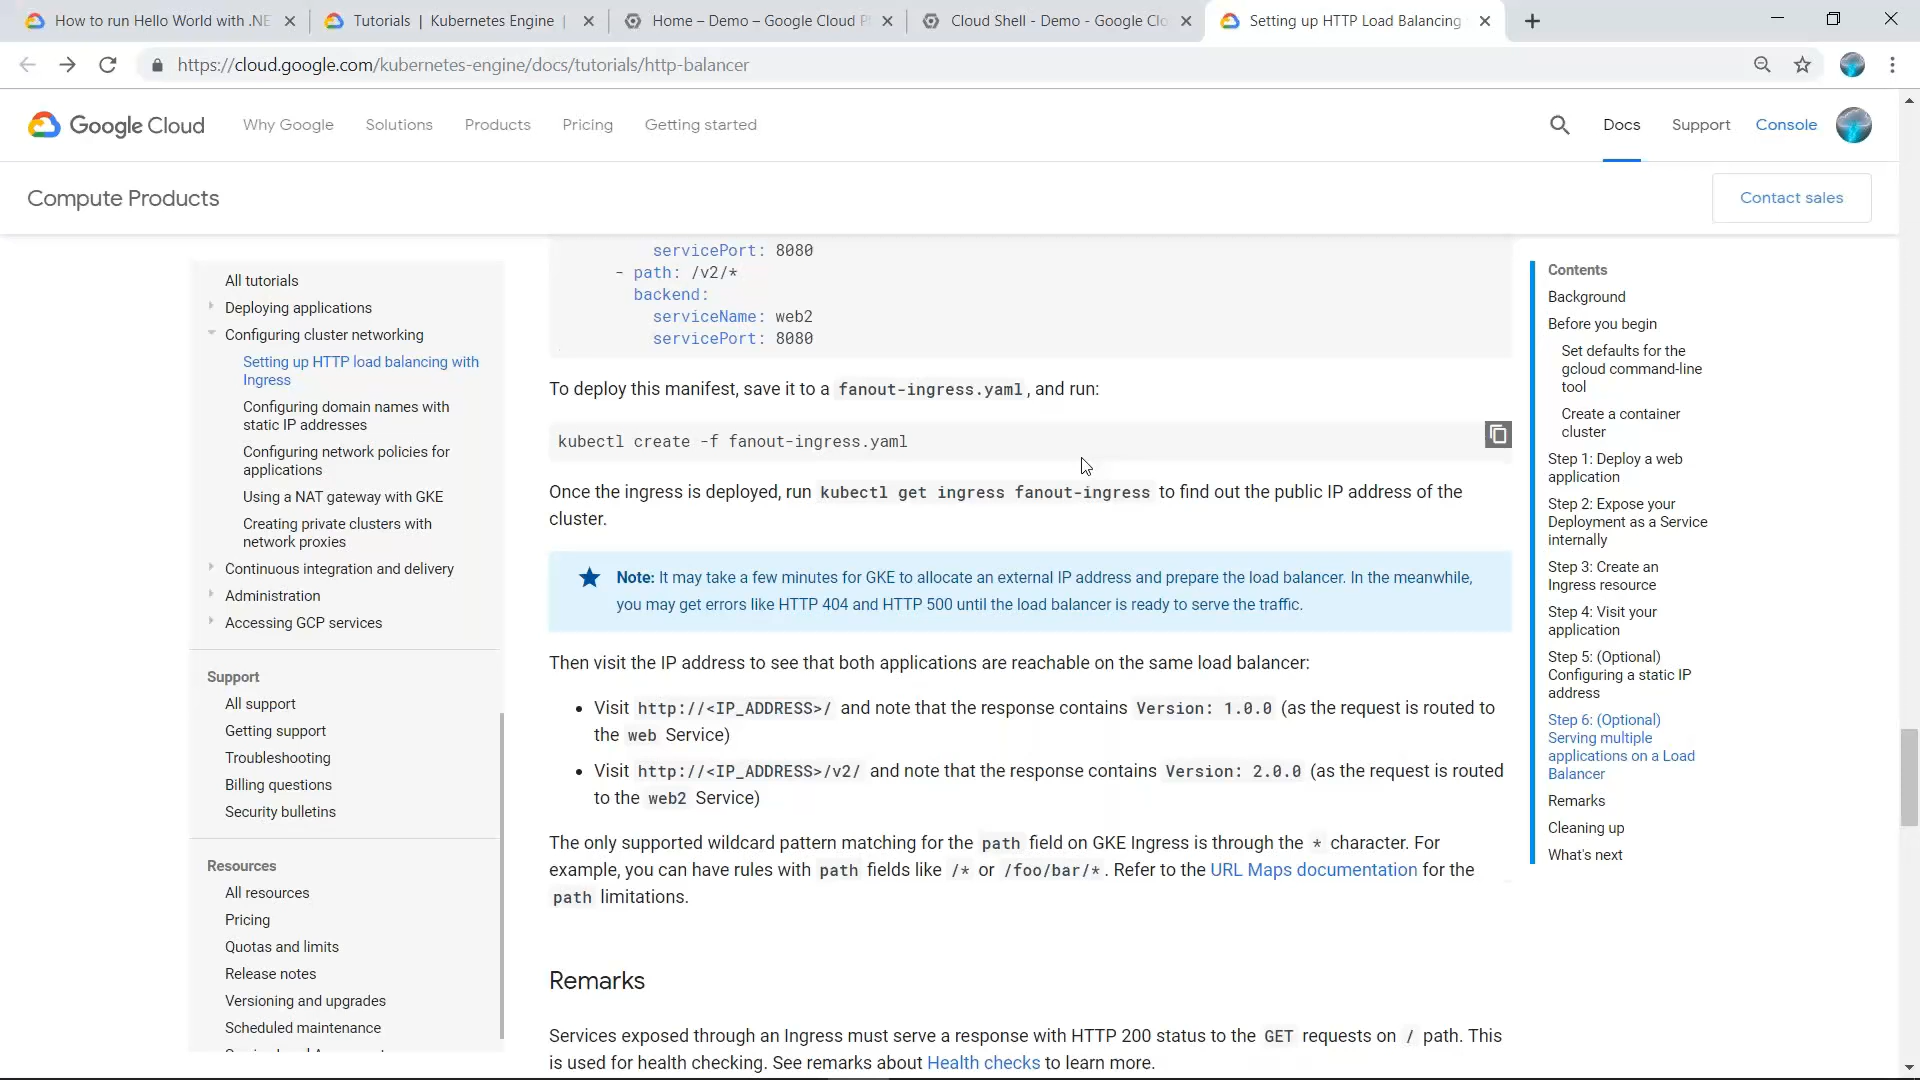 How to run Hello World with .NE
Tutorials | Kubernetes Engine |
Home – Demo – Google Cloud P
Cloud Shell - Demo - Google Clo
Setting up HTTP Load Balancing
https://cloud.google.com/kubernetes-engine/docs/tutorials/http-balancer
Google Cloud
Why Google
Solutions
Products
Pricing
Getting started
Docs
Support
Console
Compute Products
Contact sales
All tutorials
Deploying applications
Configuring cluster networking
Setting up HTTP load balancing with
Ingress
Configuring domain names with
static IP addresses
Configuring network policies for
applications
Using a NAT gateway with GKE
Creating private clusters with
network proxies
Continuous integration and delivery
Administration
Accessing GCP services
Support
All support
Getting support
Troubleshooting
Billing questions
Security bulletins
Resources
All resources
Pricing
Quotas and limits
Release notes
Versioning and upgrades
Scheduled maintenance
servicePort: 8080
- path: /v2/*
backend:
serviceName: web2
servicePort: 8080
To deploy this manifest, save it to a fanout-ingress.yaml, and run:
kubectl create -f fanout-ingress.yaml
Once the ingress is deployed, run kubectl get ingress fanout-ingress to find out the public IP address of the
cluster.
Note: It may take a few minutes for GKE to allocate an external IP address and prepare the load balancer. In the meanwhile,
you may get errors like HTTP 404 and HTTP 500 until the load balancer is ready to serve the traffic.
Then visit the IP address to see that both applications are reachable on the same load balancer:
• Visit http://<IP_ADDRESS>/ and note that the response contains Version: 1.0.0 (as the request is routed to
the web Service)
• Visit http://<IP_ADDRESS>/v2/ and note that the response contains Version: 2.0.0 (as the request is routed
to the web2 Service)
The only supported wildcard pattern matching for the path field on GKE Ingress is through the * character. For
example, you can have rules with path fields like /* or /foo/bar/*. Refer to the URL Maps documentation for the
path limitations.
Remarks
Services exposed through an Ingress must serve a response with HTTP 200 status to the GET requests on / path. This
is used for health checking. See remarks about Health checks to learn more.
Contents
Background
Before you begin
Set defaults for the
gcloud command-line
tool
Create a container
cluster
Step 1: Deploy a web
application
Step 2: Expose your
Deployment as a Service
internally
Step 3: Create an
Ingress resource
Step 4: Visit your
application
Step 5: (Optional)
Configuring a static IP
address
Step 6: (Optional)
Serving multiple
applications on a Load
Balancer
Remarks
Cleaning up
What's next